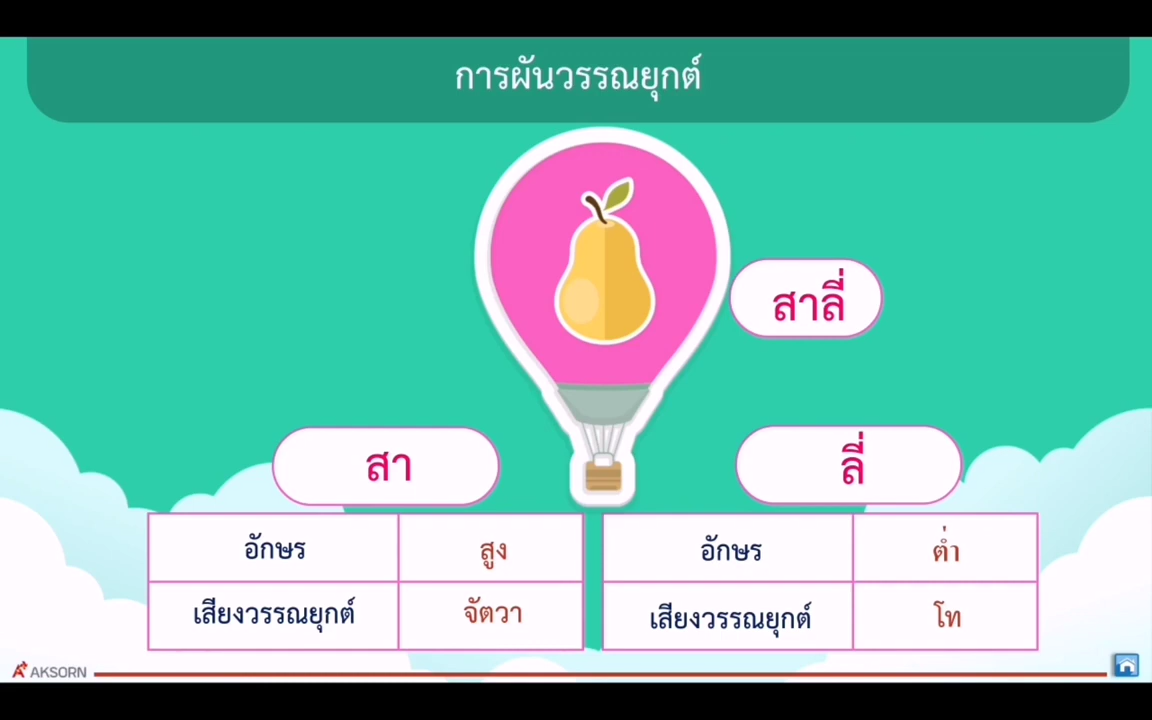 การผันวรรณยุกต์
สาลี่
สา
ลี่
อักษร สูง
เสียงวรรณยุกต์ จัตวา
อักษร ต่ำ
เสียงวรรณยุกต์ โท
AKSORN